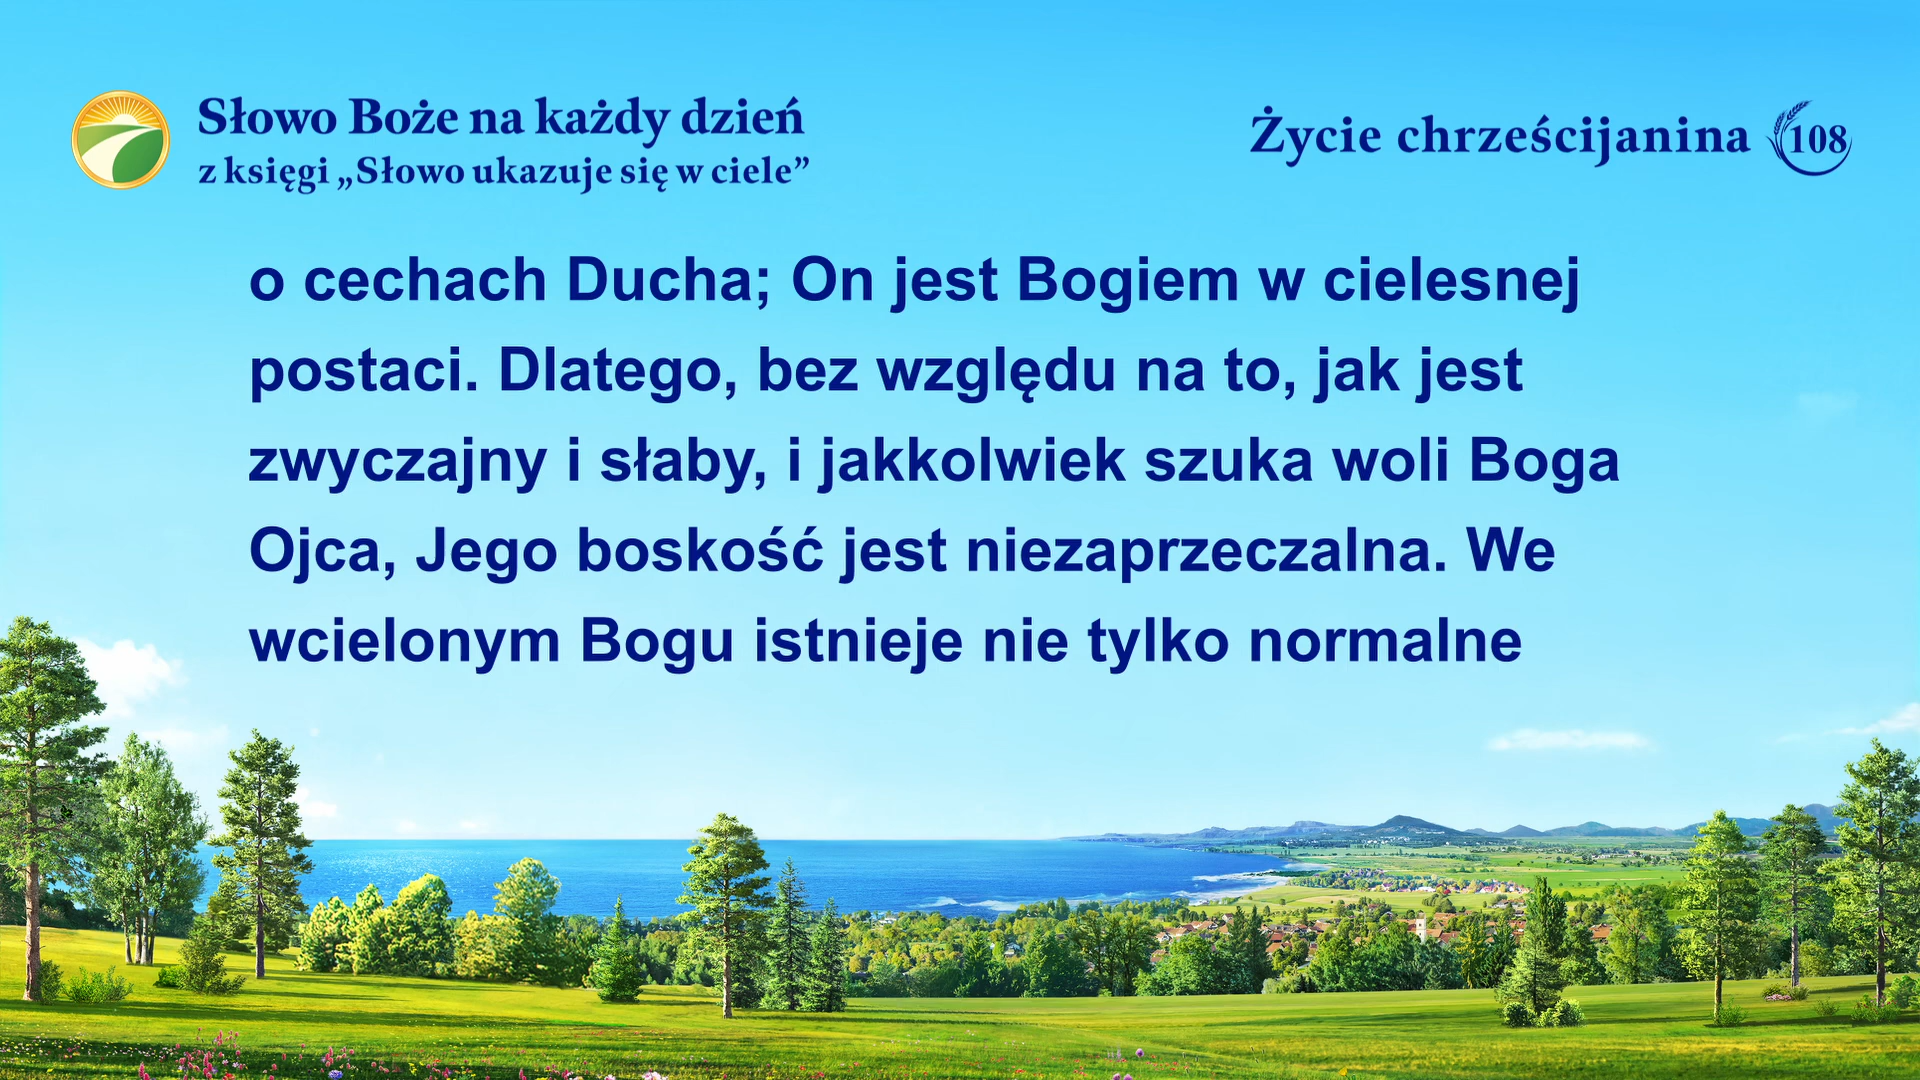 Słowo Boże na każdy dzień
z księgi „Słowo ukazuje się w ciele”
Życie chrześcijanina 108
o cechach Ducha; On jest Bogiem w cielesnej
postaci. Dlatego, bez względu na to, jak jest
zwyczajny i słaby, i jakkolwiek szuka woli Boga
Ojca, Jego boskość jest niezaprzeczalna. We
wcielonym Bogu istnieje nie tylko normalne